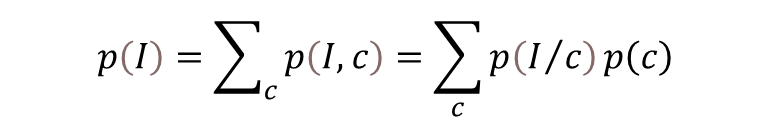 p(I) = ∑_c p(I, c) = ∑_c p(I/c) p(c)